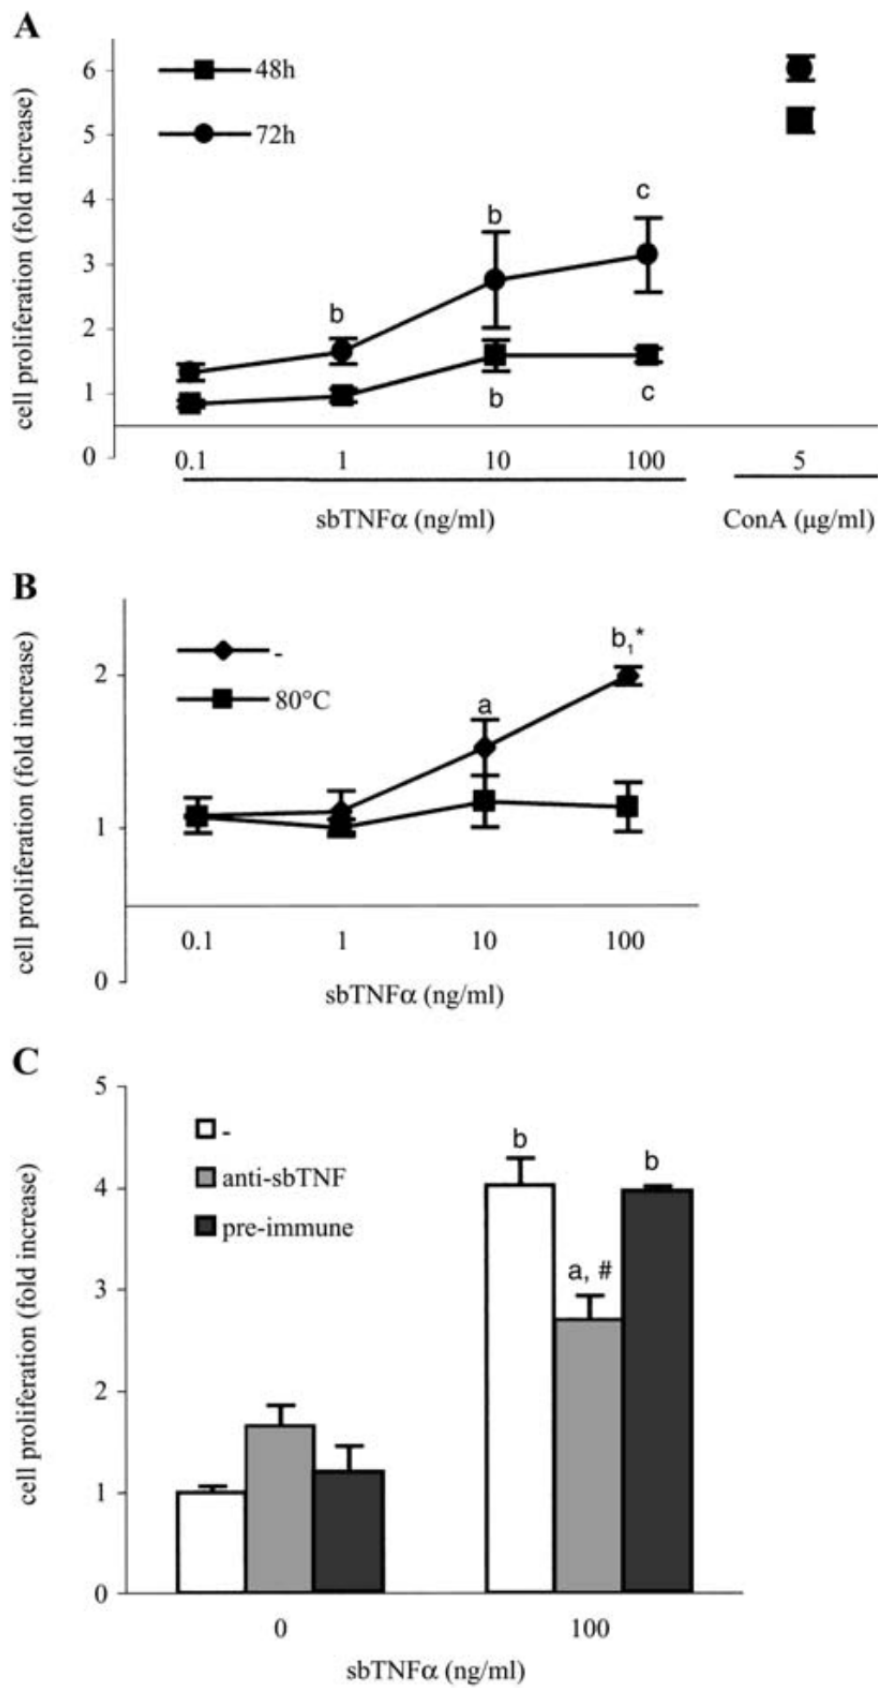 A
cell proliferation (fold increase)
6
5
4
3
2
1
0
48h
72h
b
b
c
b
c
0.1 1 10 100 5
sbTNFα (ng/ml) ConA (µg/ml)
B
cell proliferation (fold increase)
2
1
0
-
80°C
a
b,*
0.1 1 10 100
sbTNFα (ng/ml)
C
cell proliferation (fold increase)
5
4
3
2
1
0
-
anti-sbTNF
pre-immune
b
a, #
b
0 100
sbTNFα (ng/ml)